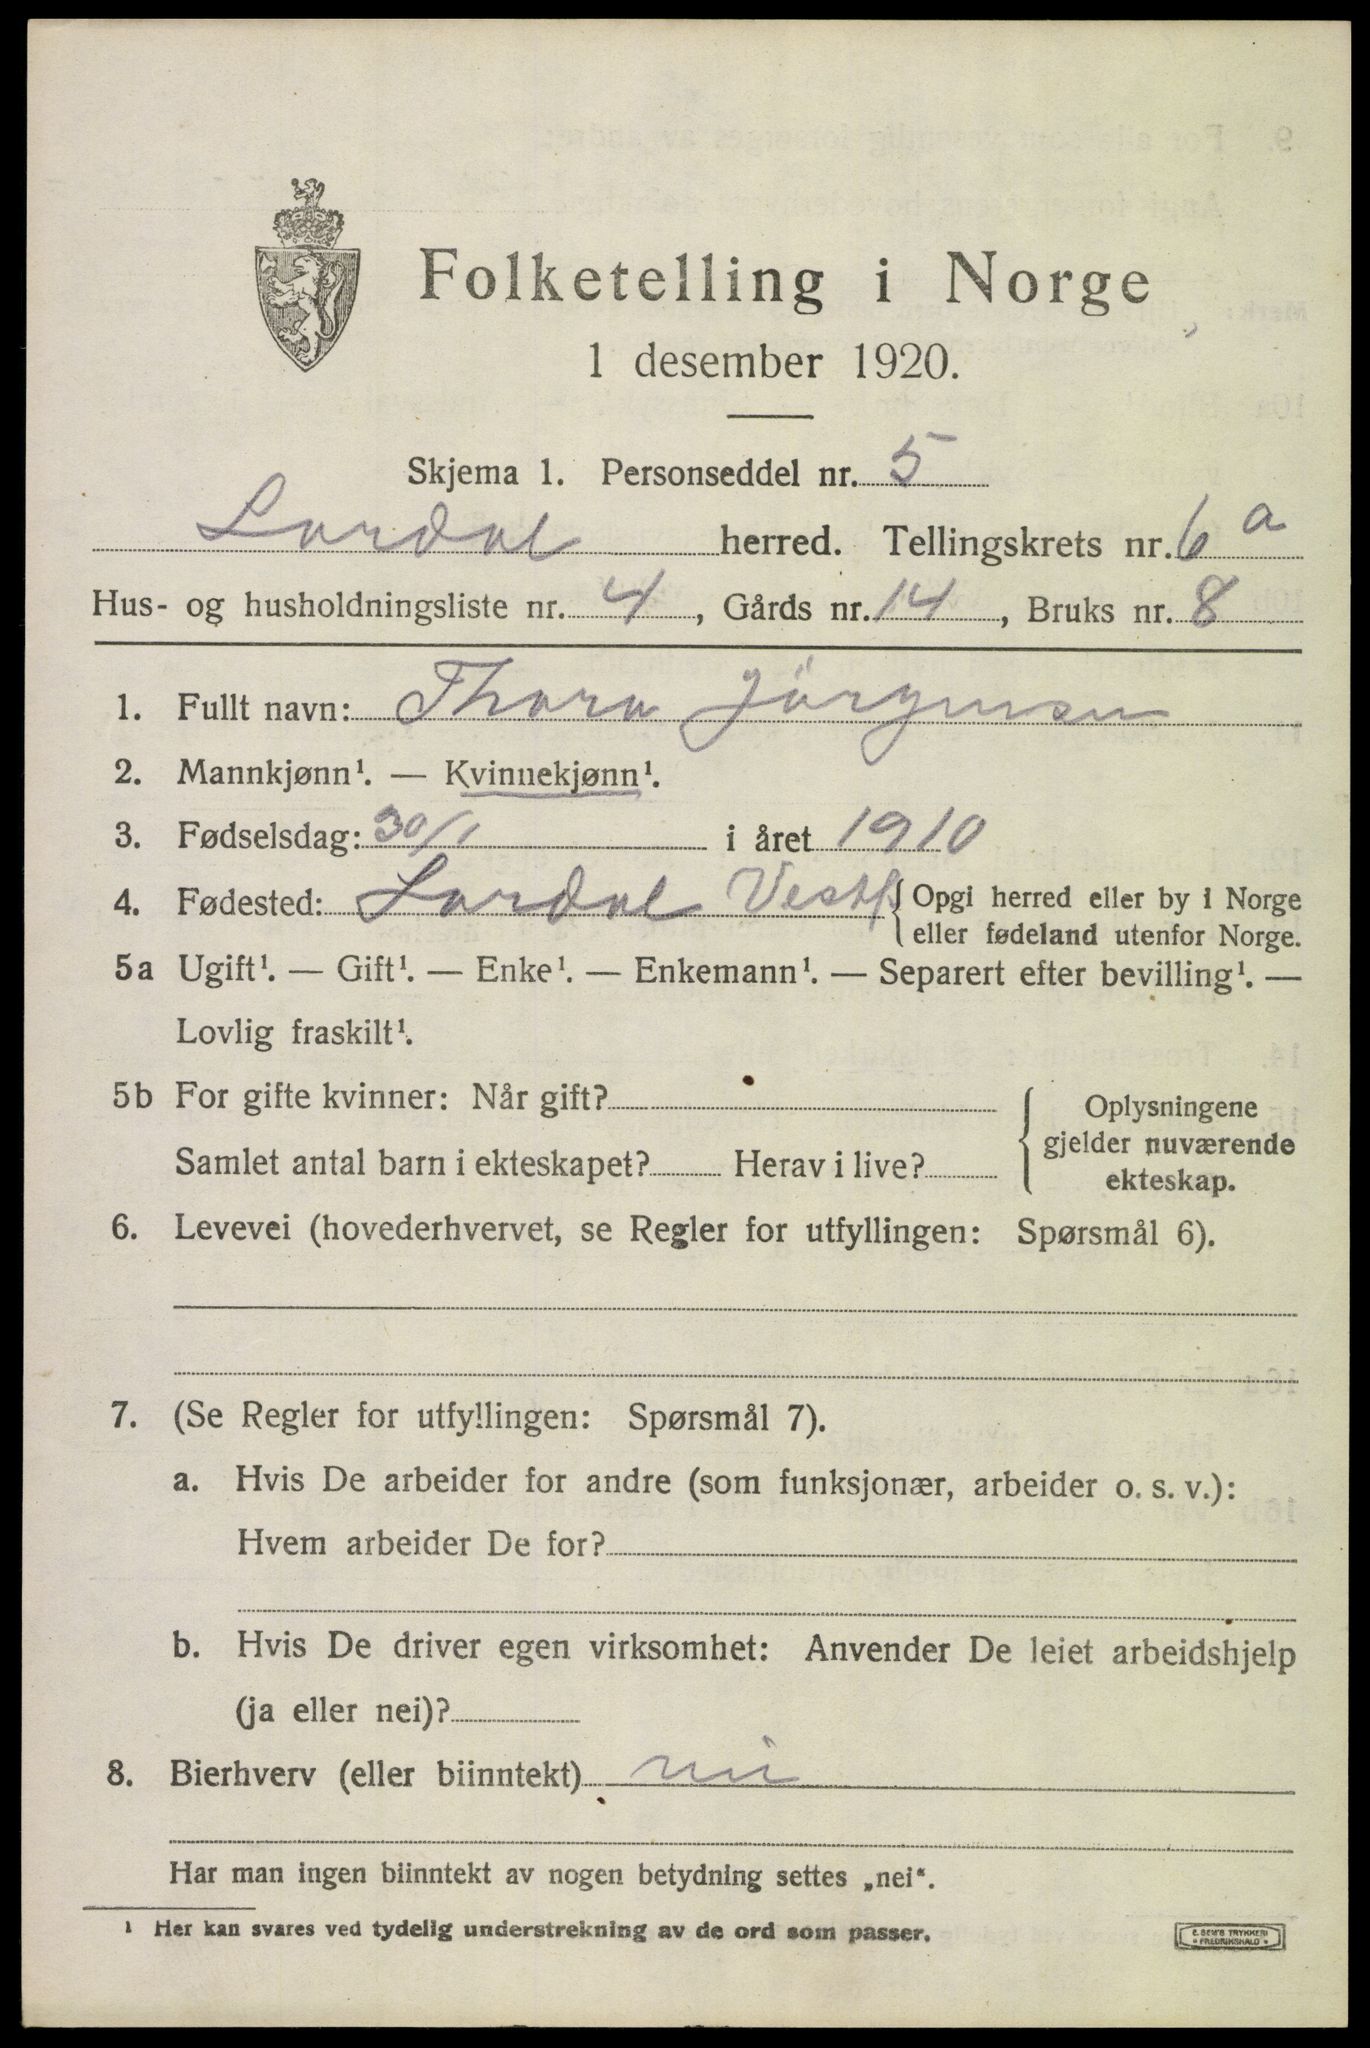 Folketelling i Norge
1 desember 1920.
Skjema 1. Personseddel nr. 5
Lardal herred. Tellingskrets nr. 6 a
Hus- og husholdningsliste nr. 4, Gårds nr. 14, Bruks nr. 8
1. Fullt navn: Thora Jörgensen
2. Mannkjønn¹. — Kvinnekjønn¹.
3. Fødselsdag: 30/1 i året 1910
4. Fødested: Lardal Vestf { Opgi herred eller by i Norge
eller fødeland utenfor Norge.
5a Ugift¹. — Gift¹. — Enke¹. — Enkemann¹. — Separert efter bevilling¹. —
Lovlig fraskilt¹.
5b For gifte kvinner: Når gift?
Samlet antal barn i ekteskapet? Herav i live?
{ Oplysningene
gjelder nuværende
ekteskap.
6. Levevei (hovederhvervet, se Regler for utfyllingen: Spørsmål 6).
7. (Se Regler for utfyllingen: Spørsmål 7).
a. Hvis De arbeider for andre (som funksjonær, arbeider o. s. v.):
Hvem arbeider De for?
b. Hvis De driver egen virksomhet: Anvender De leiet arbeidshjelp
(ja eller nei)?
8. Bierhverv (eller biinntekt) nei
Har man ingen biinntekt av nogen betydning settes „nei“.
¹ Her kan svares ved tydelig understrekning av de ord som passer.
E. SEM'S TRYKKERI
• FREDRIKSHALD •